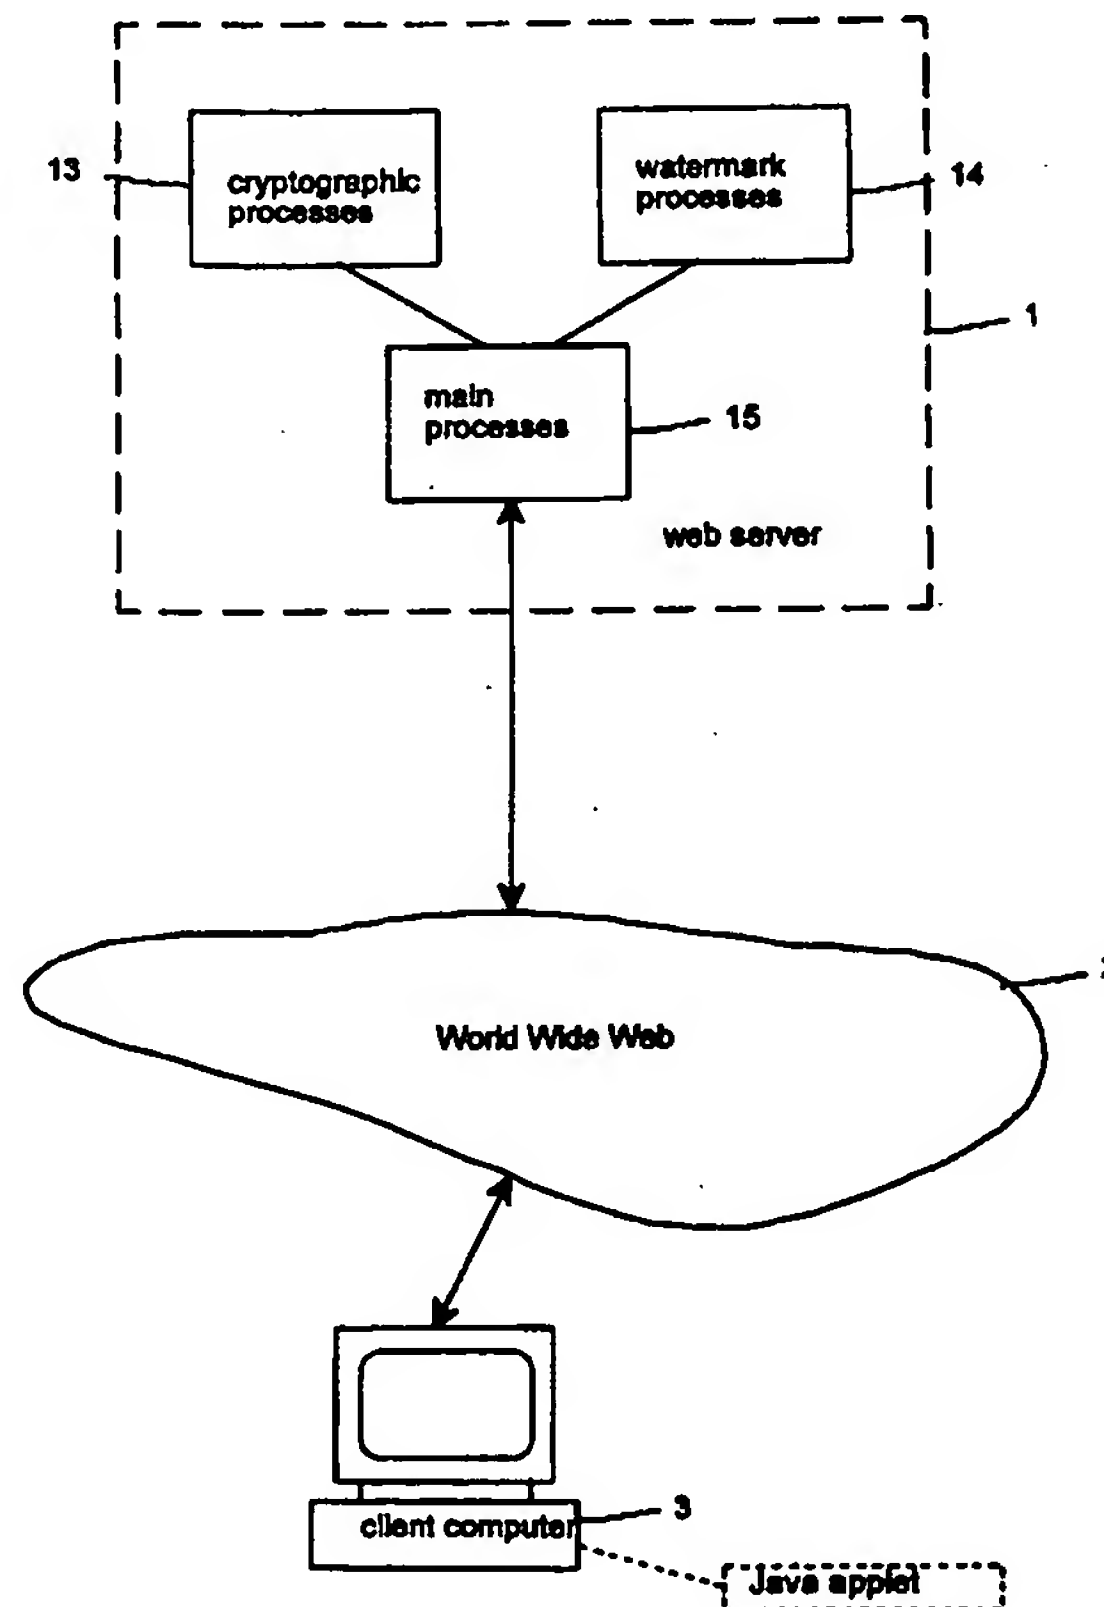 13
cryptographic
processes
watermark
processes
14
1
main
processes
15
web server
World Wide Web
client computer
3
Java applet